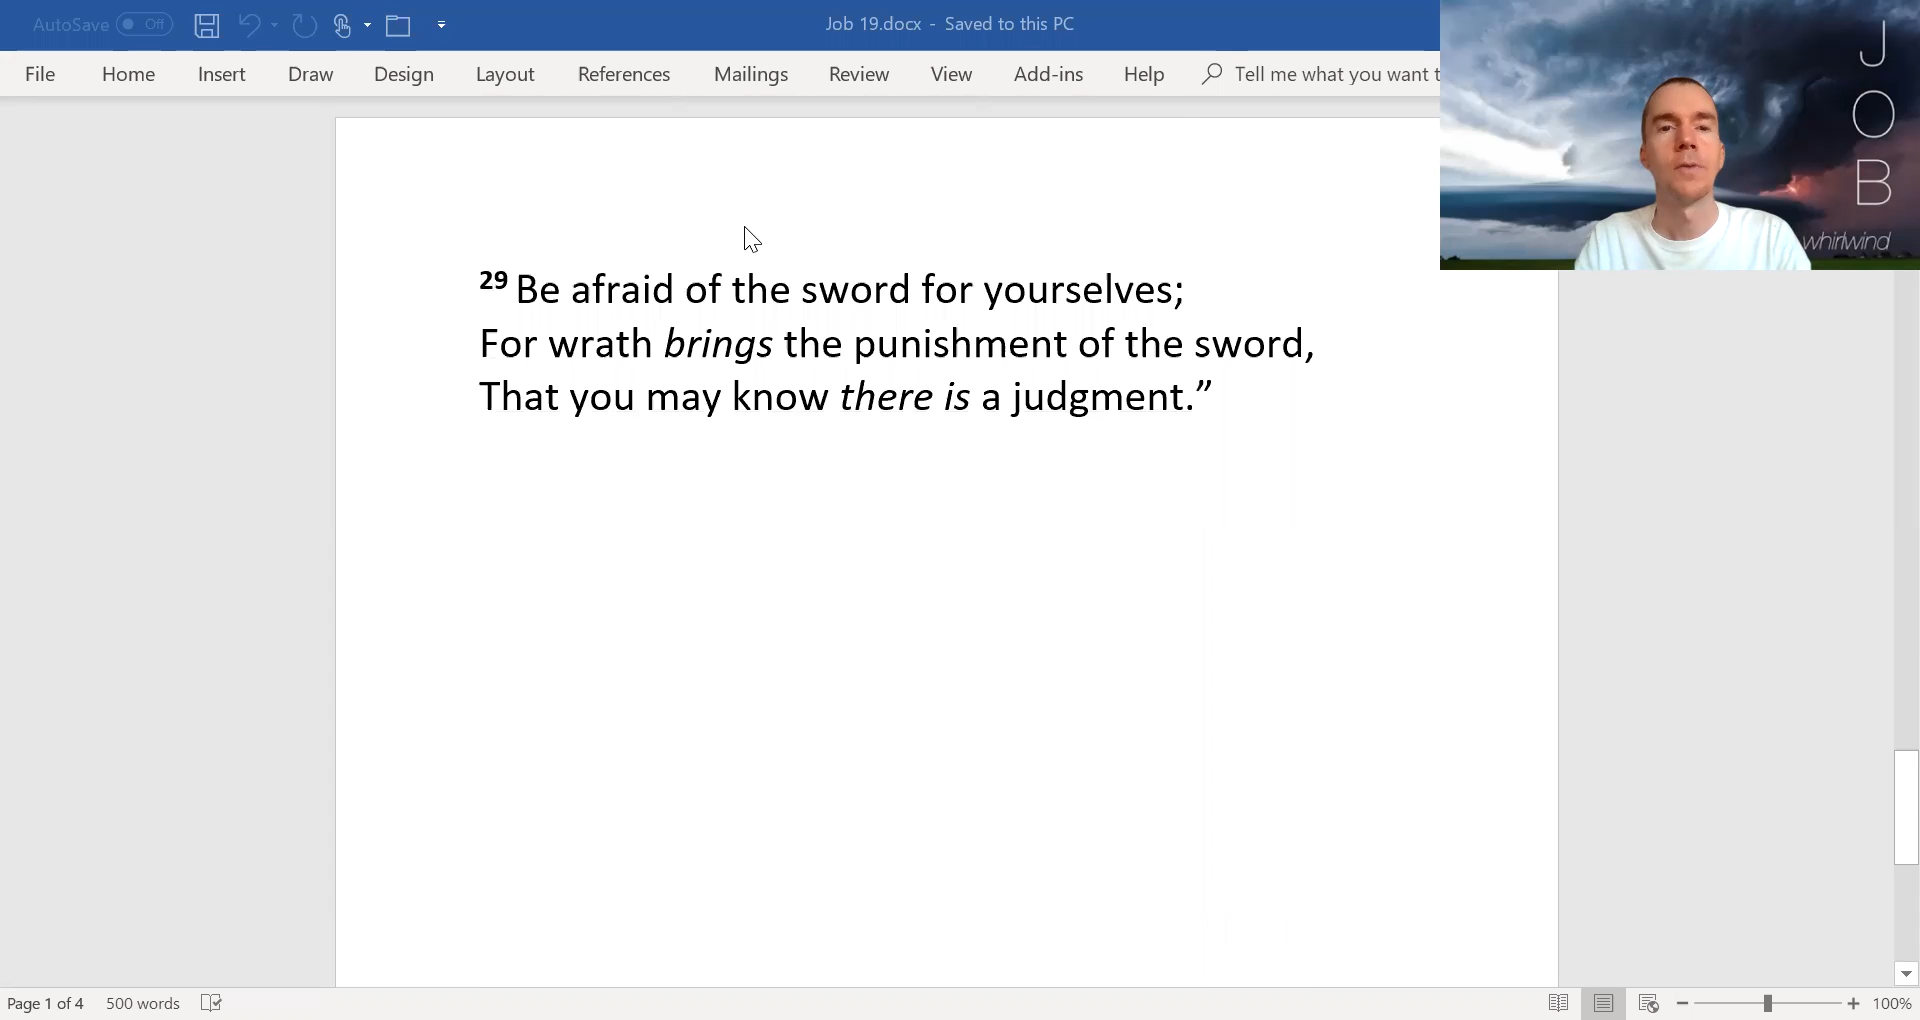 AutoSave Off
Job 19.docx - Saved to this PC
File Home Insert Draw Design Layout References Mailings Review View Add-ins Help Tell me what you want t
J
O
B
whirlwind
29 Be afraid of the sword for yourselves;
For wrath brings the punishment of the sword,
That you may know there is a judgment.”
Page 1 of 4 500 words 100%